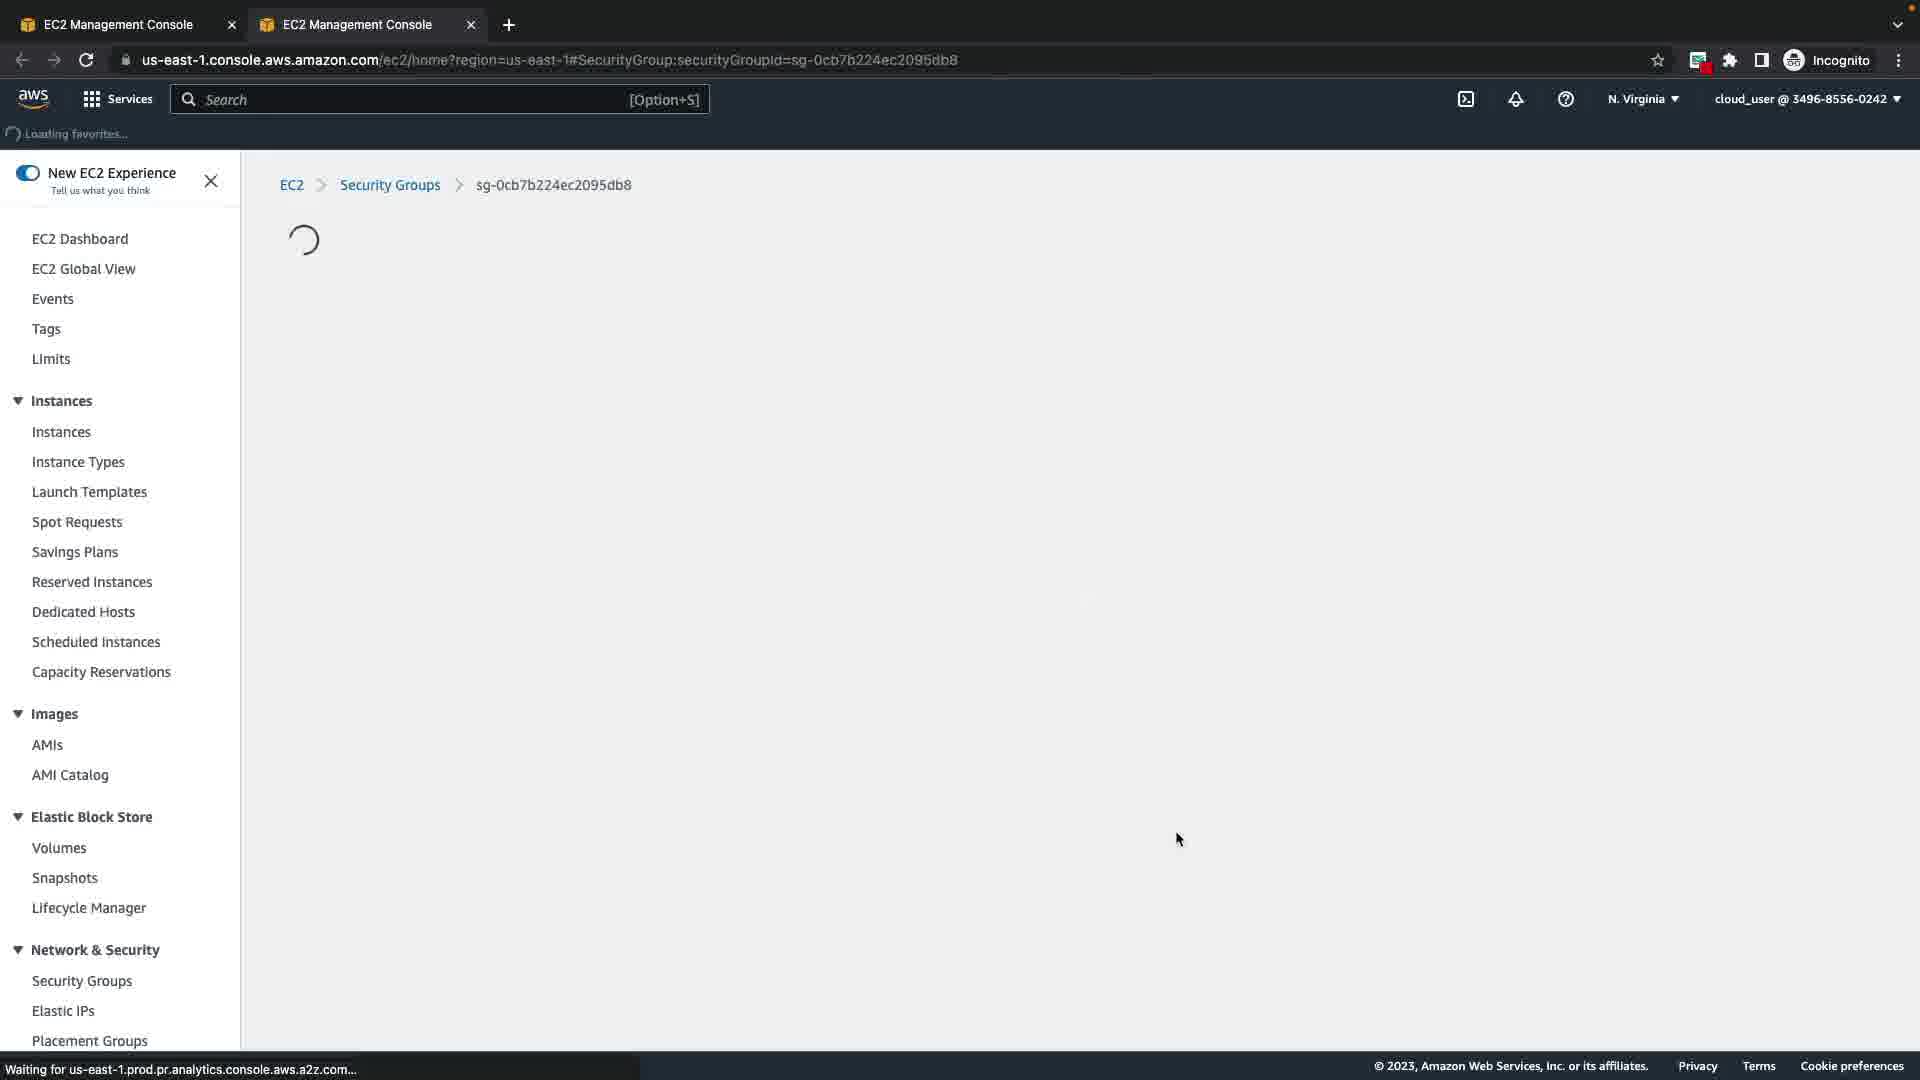 EC2 Management Console
EC2 Management Console
us-east-1.console.aws.amazon.com/ec2/home?region=us-east-1#SecurityGroup:securityGroupId=sg-0cb7b224ec2095db8
Incognito
aws
Services
Search
[Option+S]
N. Virginia
cloud_user @ 3496-8556-0242
Loading favorites...
New EC2 Experience
Tell us what you think
EC2
Security Groups
sg-0cb7b224ec2095db8
EC2 Dashboard
EC2 Global View
Events
Tags
Limits
Instances
Instances
Instance Types
Launch Templates
Spot Requests
Savings Plans
Reserved Instances
Dedicated Hosts
Scheduled Instances
Capacity Reservations
Images
AMIs
AMI Catalog
Elastic Block Store
Volumes
Snapshots
Lifecycle Manager
Network & Security
Security Groups
Elastic IPs
Placement Groups
Waiting for us-east-1.prod.pr.analytics.console.aws.a2z.com...
© 2023, Amazon Web Services, Inc. or its affiliates.
Privacy
Terms
Cookie preferences